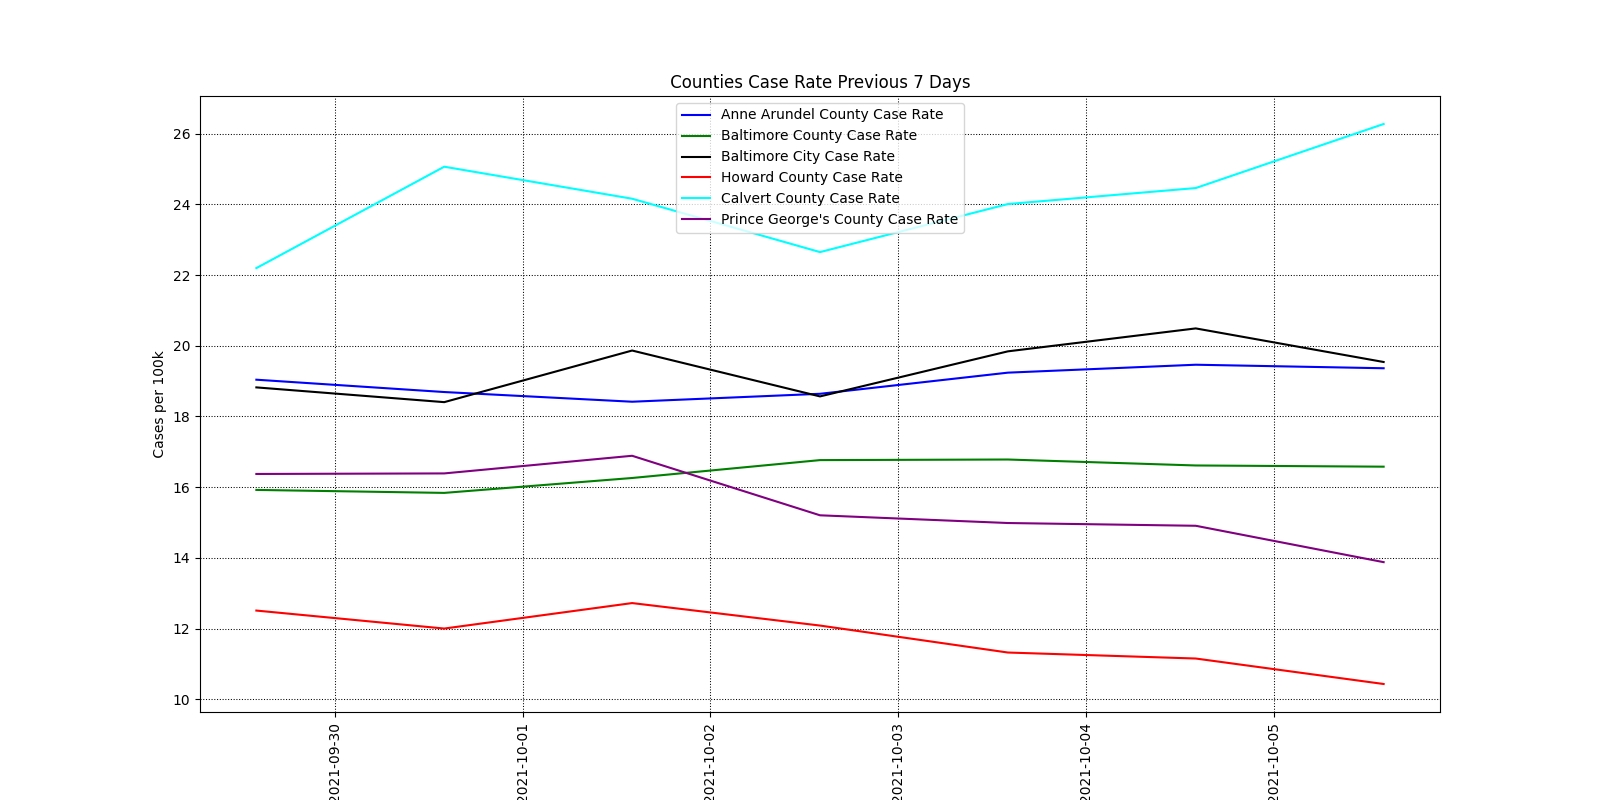 Counties Case Rate Previous 7 Days
Anne Arundel County Case Rate
Baltimore County Case Rate
Baltimore City Case Rate
Howard County Case Rate
Calvert County Case Rate
Prince George's County Case Rate
Cases per 100k
26
24
22
20
18
16
14
12
10
2021-09-30
2021-10-01
2021-10-02
2021-10-03
2021-10-04
2021-10-05